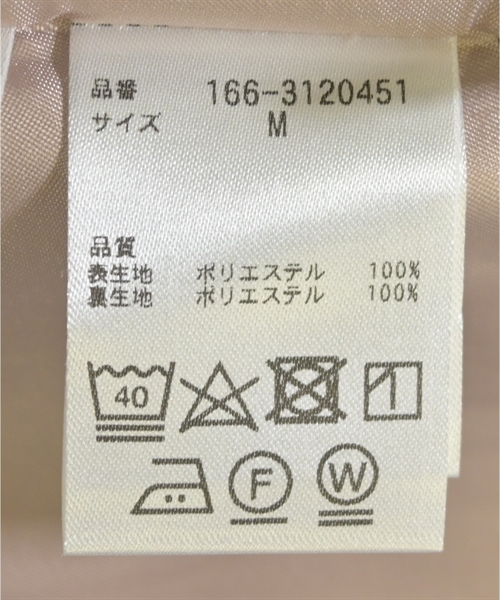 品番 166-3120451
サイズ M
品質
表生地 ポリエステル 100%
裏生地 ポリエステル 100%
40
F W